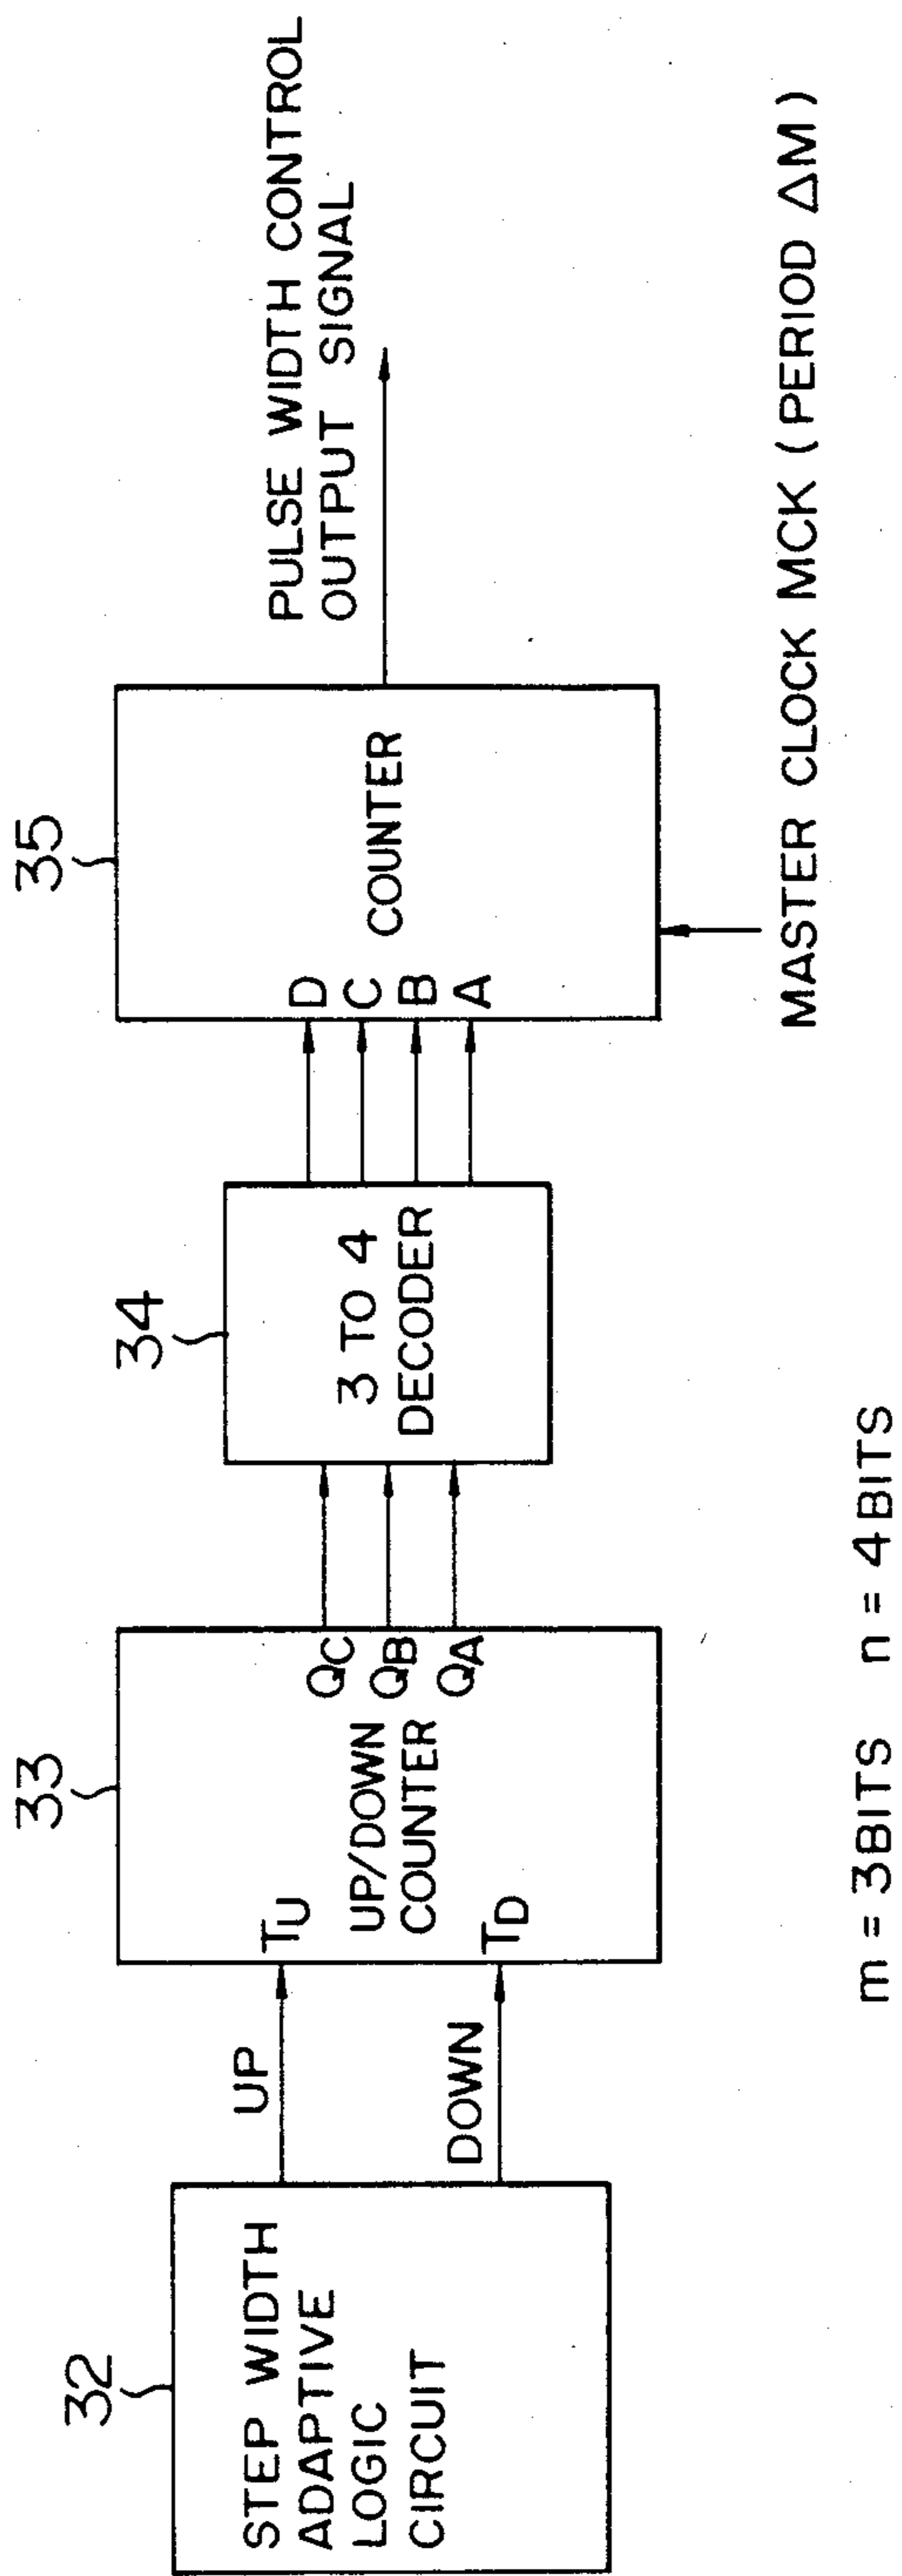 32
STEP WIDTH
ADAPTIVE
LOGIC
CIRCUIT
UP
DOWN
33
TU
TD
UP/DOWN
COUNTER
QC
QB
QA
34
3 TO 4
DECODER
35
D
C
B
A
COUNTER
PULSE WIDTH CONTROL
OUTPUT SIGNAL
MASTER CLOCK MCK (PERIOD ΔM)
m = 3BITS n = 4BITS